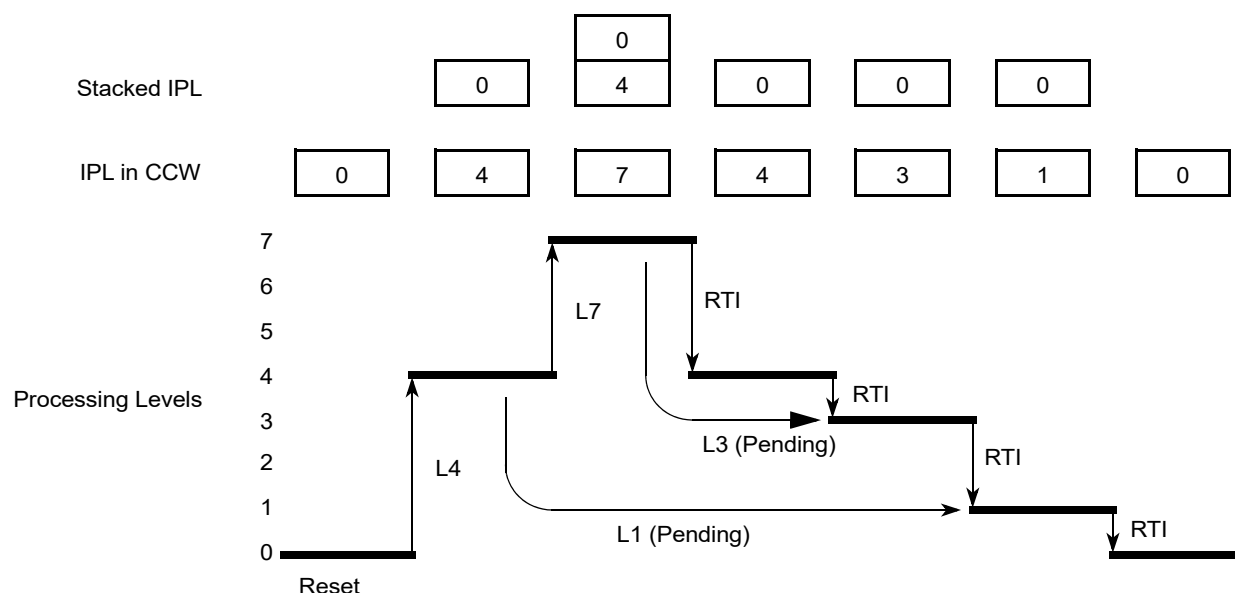 0
Stacked IPL 0 4 0 0 0
IPL in CCW 0 4 7 4 3 1 0
7
6
L7 RTI
5
4
Processing Levels RTI
3
L3 (Pending)
2
L4 RTI
1
L1 (Pending) RTI
0
Reset